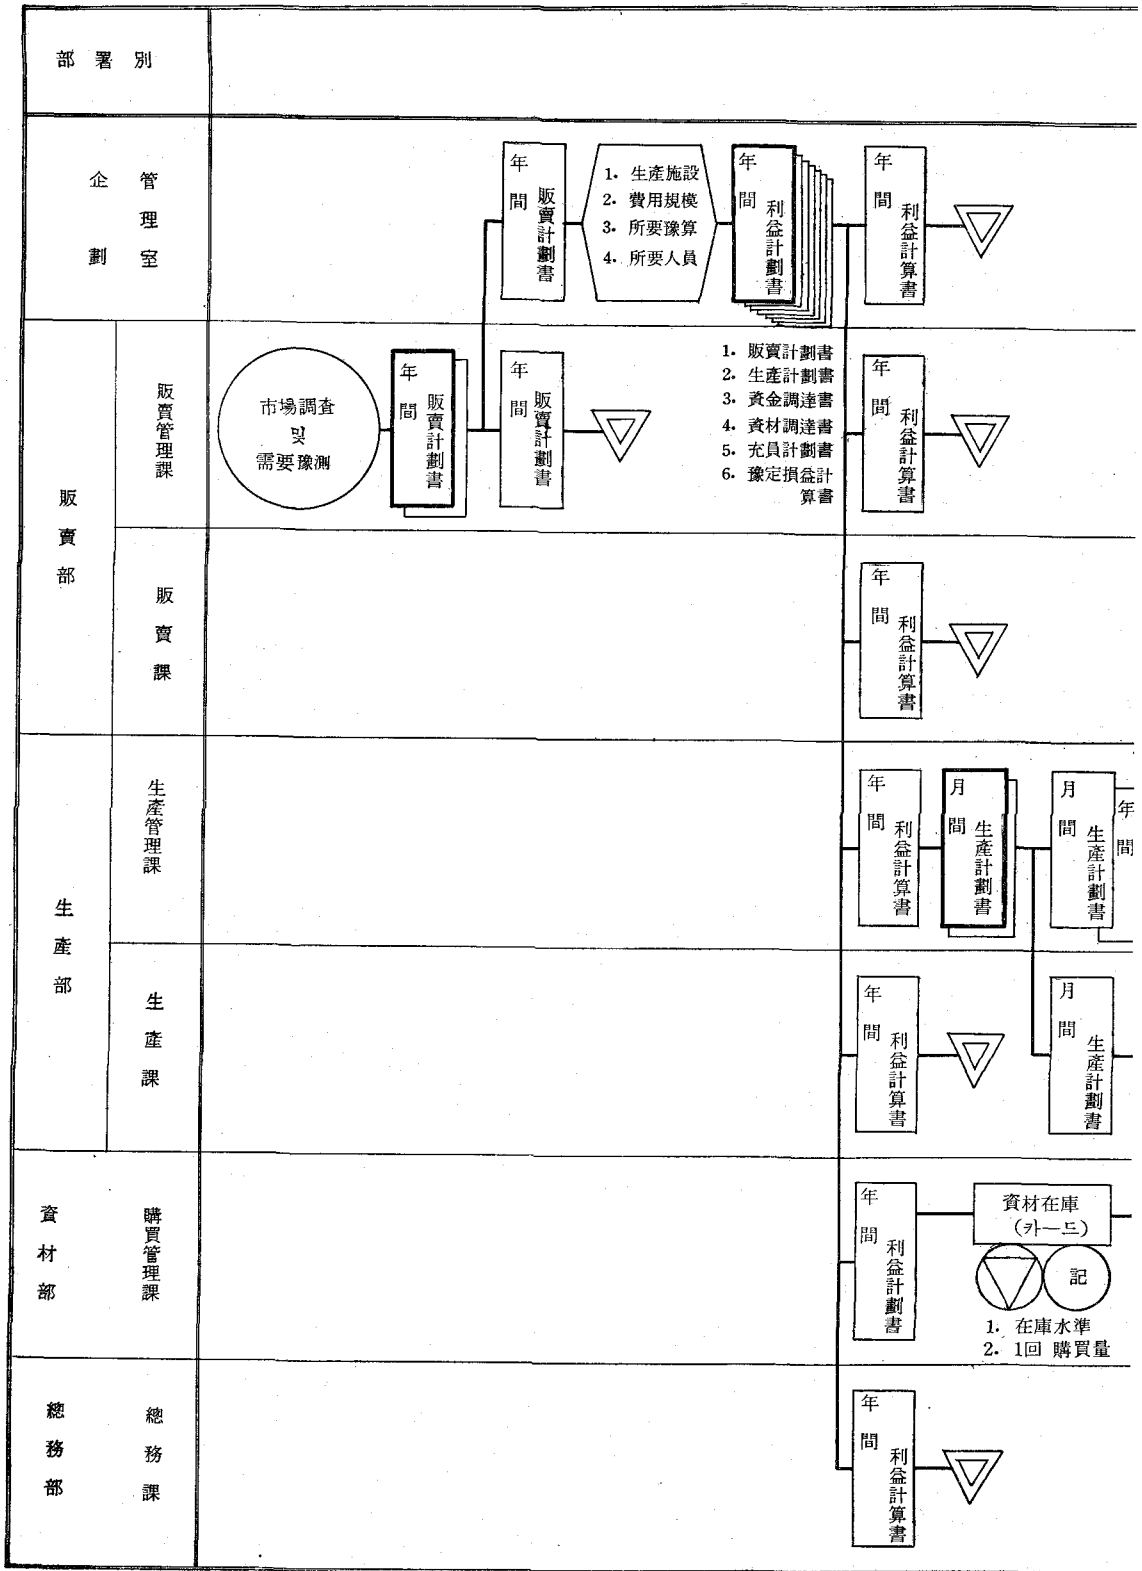 部署別
企劃
管理室
年間
販賣計劃書
1. 生產施設
2. 費用規模
3. 所要豫算
4. 所要人員
年間
利益計劃書
年間
利益計算書
販賣部
販賣管理課
市場調査
및
需要豫測
年間
販賣計劃書
年間
販賣計劃書
1. 販賣計劃書
2. 生產計劃書
3. 資金調達書
4. 資材調達書
5. 充員計劃書
6. 豫定損益計
算書
年間
利益計算書
販賣課
年間
利益計算書
生產部
生產管理課
年間
利益計算書
月間
生產計劃書
月間
生產計劃書
年間
生產課
年間
利益計算書
月間
生產計劃書
資材部
購買管理課
年間
利益計劃書
資材在庫
(카ー드)
記
1. 在庫水準
2. 1回 購買量
總務部
總務課
年間
利益計算書